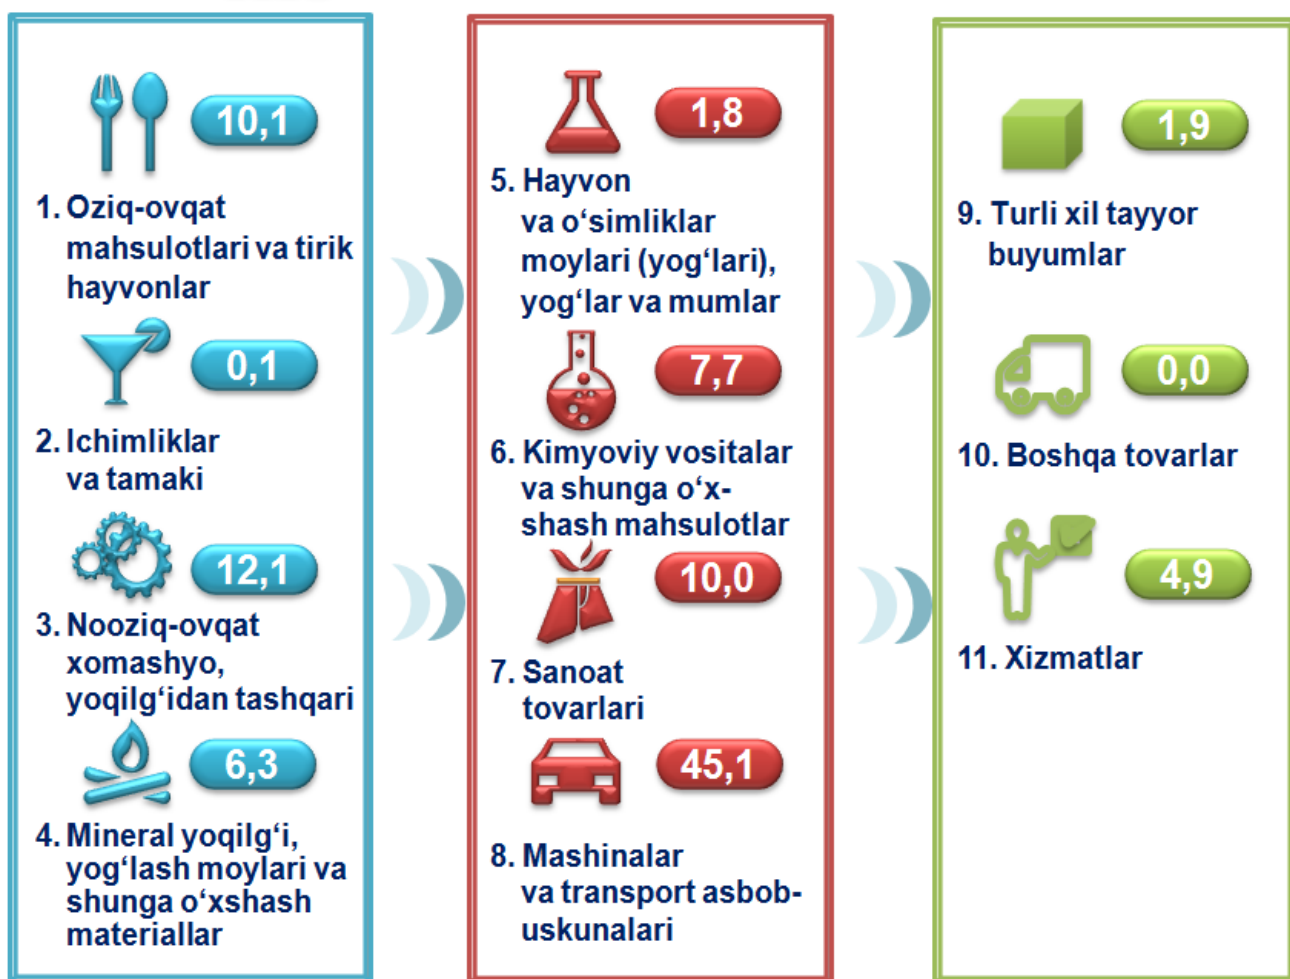 10,1
1. Oziq-ovqat
mahsulotlari va tirik
hayvonlar
0,1
2. Ichimliklar
va tamaki
12,1
3. Nooziq-ovqat
xomashyo,
yoqilg‘idan tashqari
6,3
4. Mineral yoqilg‘i,
yog‘lash moylari va
shunga o‘xshash
materiallar
1,8
5. Hayvon
va o‘simliklar
moylari (yog‘lari),
yog‘lar va mumlar
7,7
6. Kimyoviy vositalar
va shunga o‘x-
shash mahsulotlar
10,0
7. Sanoat
tovarlari
45,1
8. Mashinalar
va transport asbob-
uskunalari
1,9
9. Turli xil tayyor
buyumlar
0,0
10. Boshqa tovarlar
4,9
11. Xizmatlar